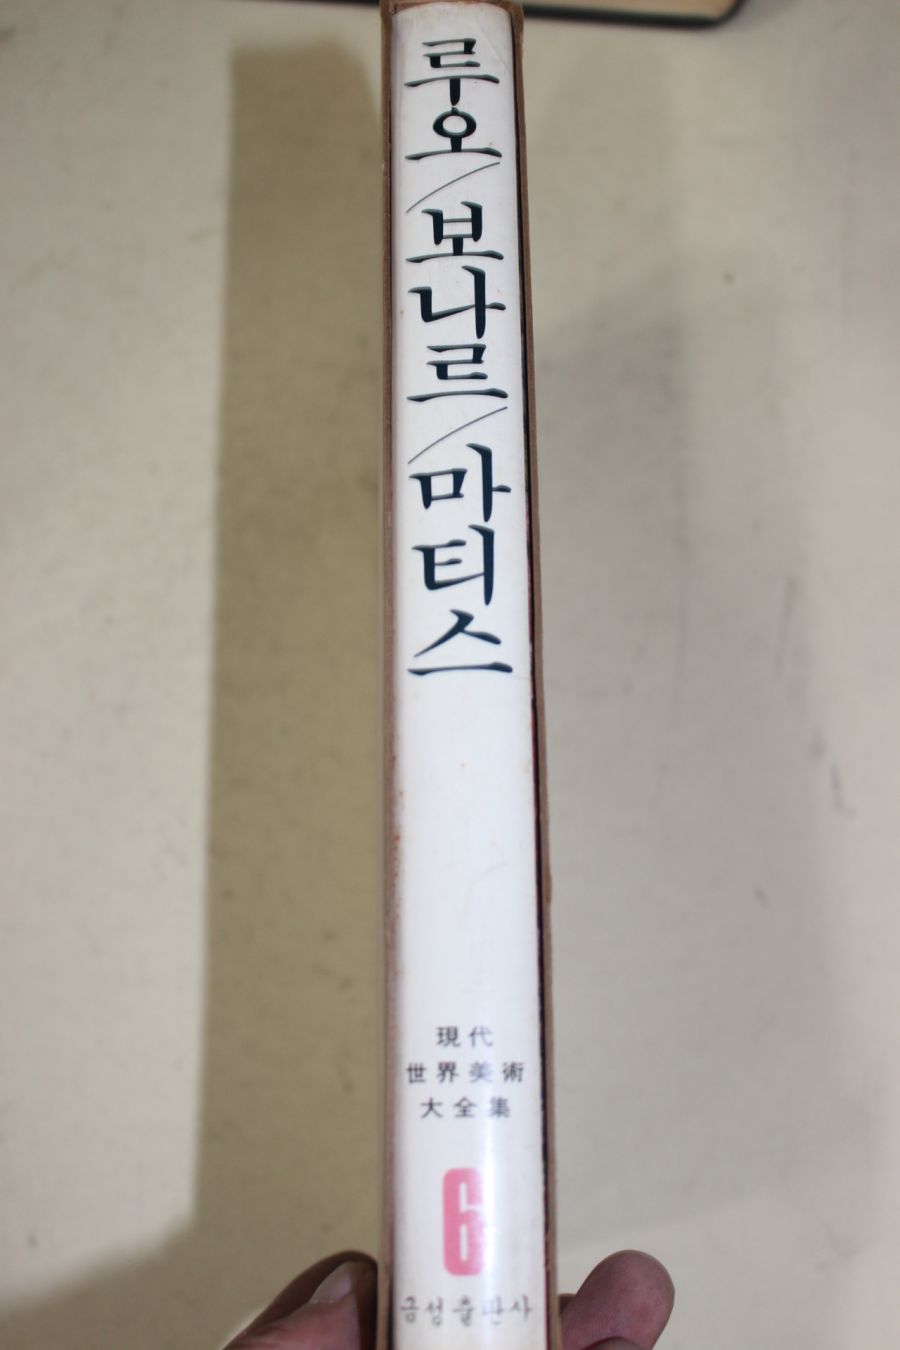 루오/보나르/마티스
現代
世界美術
大全集
6
금성출판사